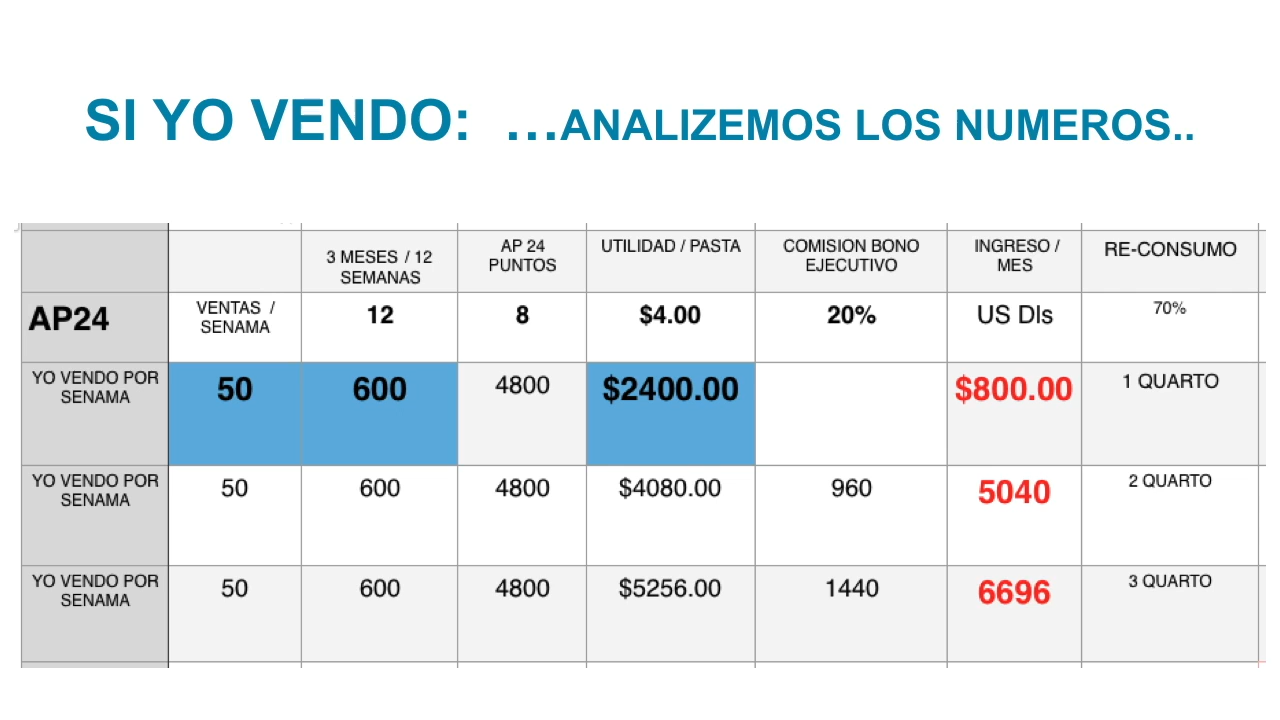 SI YO VENDO: ...ANALIZEMOS LOS NUMEROS..
3 MESES / 12
SEMANAS
AP 24
PUNTOS
UTILIDAD / PASTA
COMISION BONO
EJECUTIVO
INGRESO /
MES
RE-CONSUMO
AP24
VENTAS /
SENAMA
12
8
$4.00
20%
US Dls
70%
YO VENDO POR
SENAMA
50
600
4800
$2400.00
$800.00
1 QUARTO
YO VENDO POR
SENAMA
50
600
4800
$4080.00
960
5040
2 QUARTO
YO VENDO POR
SENAMA
50
600
4800
$5256.00
1440
6696
3 QUARTO